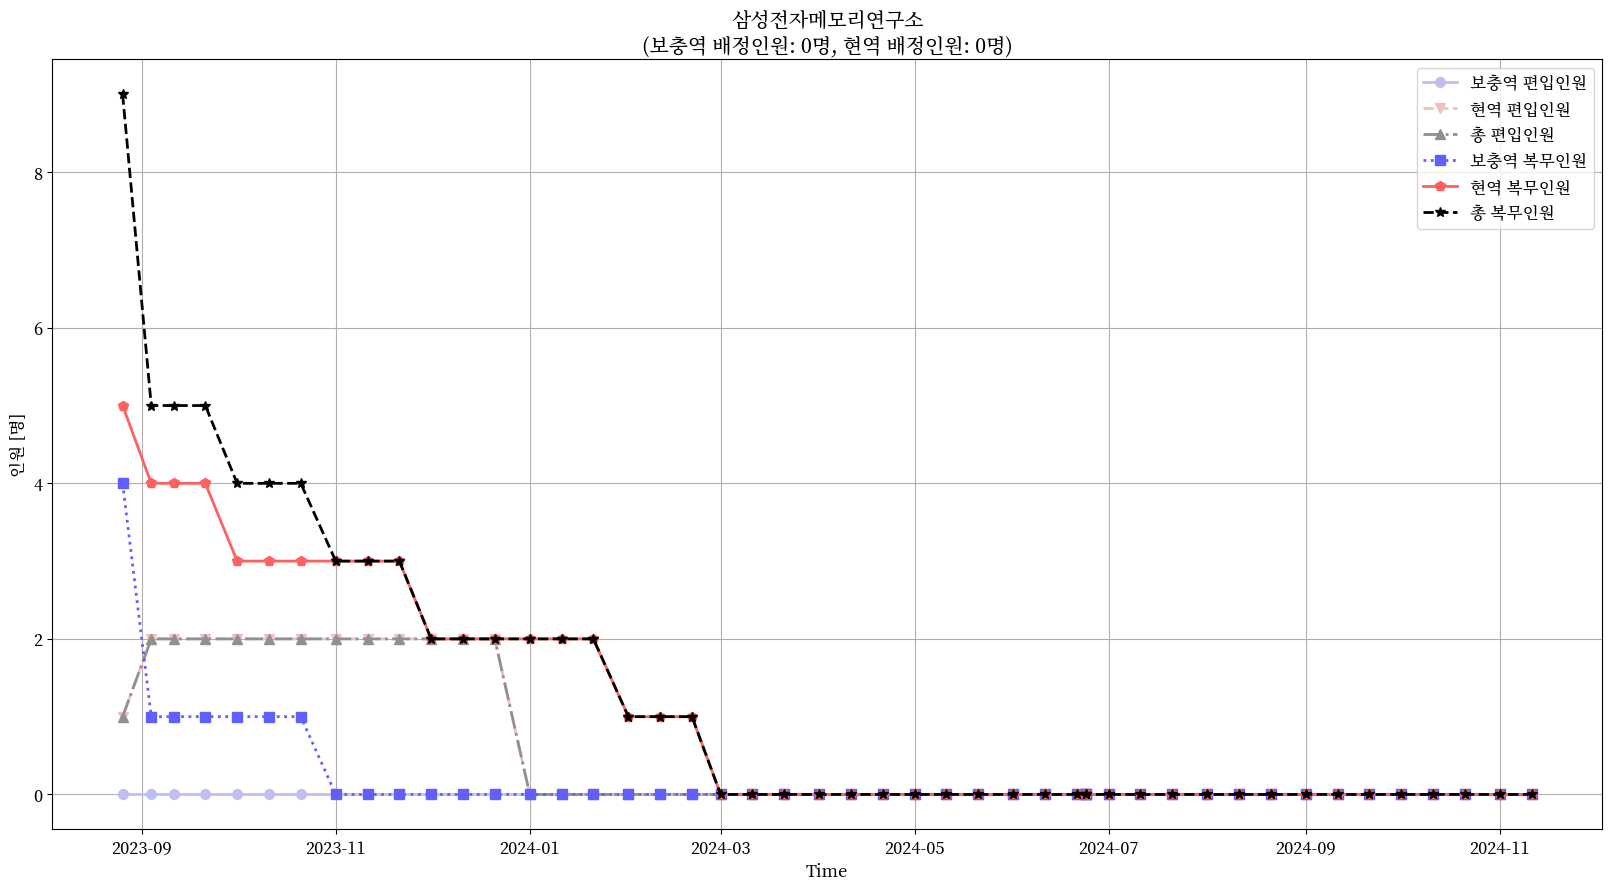 삼성전자메모리연구소
(보충역 배정인원: 0명, 현역 배정인원: 0명)
보충역 편입인원
현역 편입인원
총 편입인원
보충역 복무인원
현역 복무인원
총 복무인원
인원 [명]
8
6
4
2
0
2023-09
2023-11
2024-01
2024-03
2024-05
2024-07
2024-09
2024-11
Time